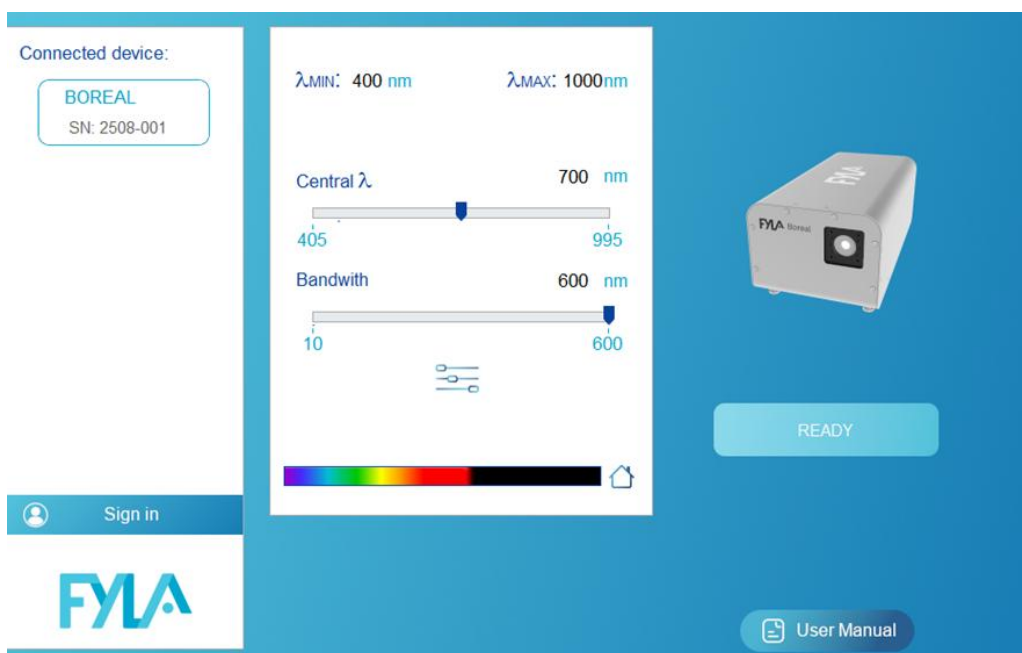 Connected device:
BOREAL
SN: 2508-001
λMIN: 400 nm
λMAX: 1000nm
Central λ
700 nm
405
995
Bandwith
600 nm
10
600
FYLA
FYLA Boreal
READY
Sign in
FYLA
User Manual